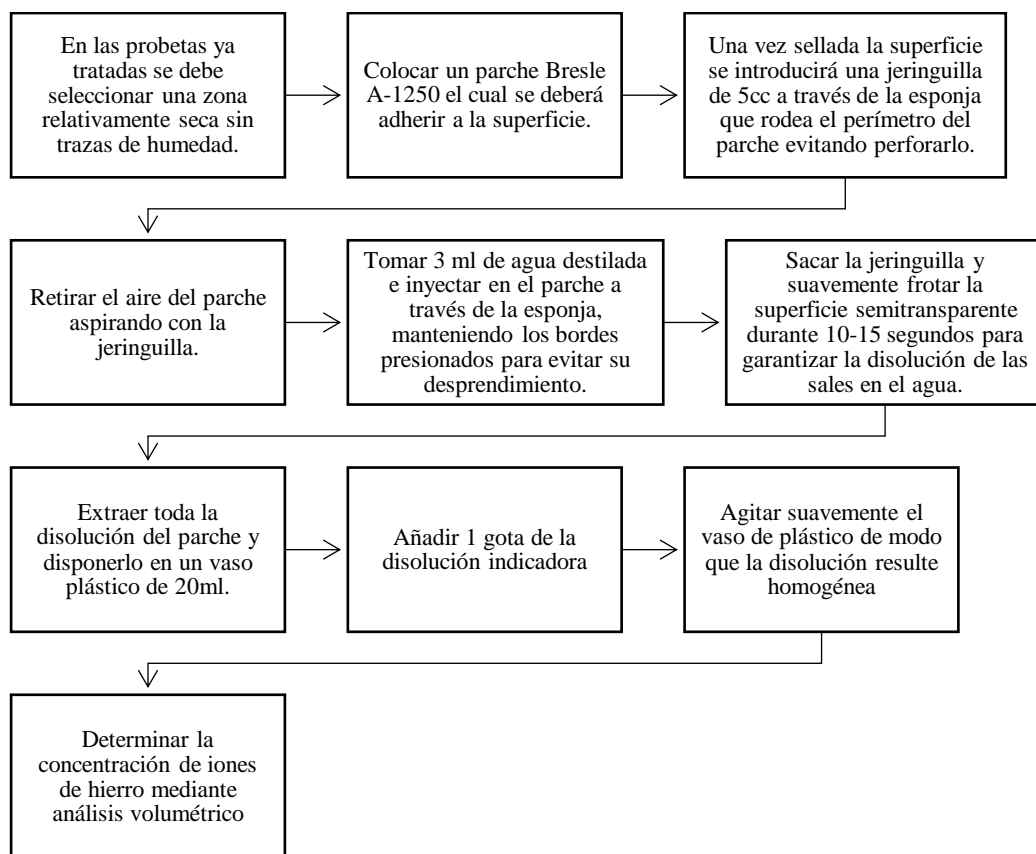 En las probetas ya
tratadas se debe
seleccionar una zona
relativamente seca sin
trazas de humedad.
Colocar un parche Bresle
A-1250 el cual se deberá
adherir a la superficie.
Una vez sellada la superficie
se introducirá una jeringuilla
de 5cc a través de la esponja
que rodea el perímetro del
parche evitando perforarlo.
Retirar el aire del parche
aspirando con la
jeringuilla.
Tomar 3 ml de agua destilada
e inyectar en el parche a
través de la esponja,
manteniendo los bordes
presionados para evitar su
desprendimiento.
Sacar la jeringuilla y
suavemente frotar la
superficie semitransparente
durante 10-15 segundos para
garantizar la disolución de las
sales en el agua.
Extraer toda la
disolución del parche y
disponerlo en un vaso
plástico de 20ml.
Añadir 1 gota de la
disolución indicadora
Agitar suavemente el
vaso de plástico de modo
que la disolución resulte
homogénea
Determinar la
concentración de iones
de hierro mediante
análisis volumétrico